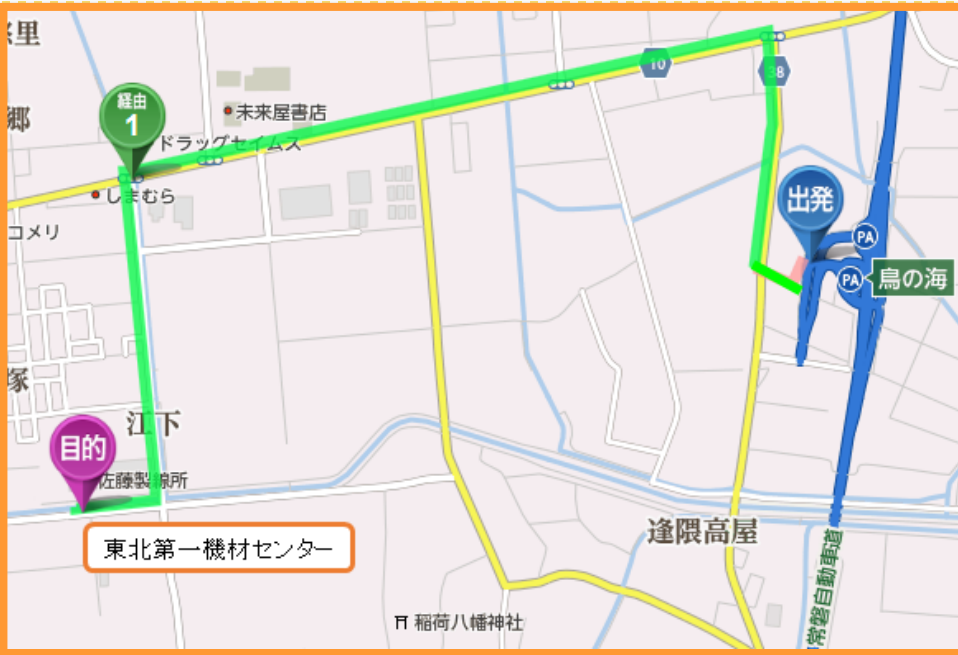 里
郷
経由
1
未来屋書店
ドラッグセイムス
しまむら
コメリ
10
38
出発
PA
PA
鳥の海
塚
江下
目的
佐藤製線所
東北第一機材センター
逢隈高屋
稲荷八幡神社
常磐自動車道